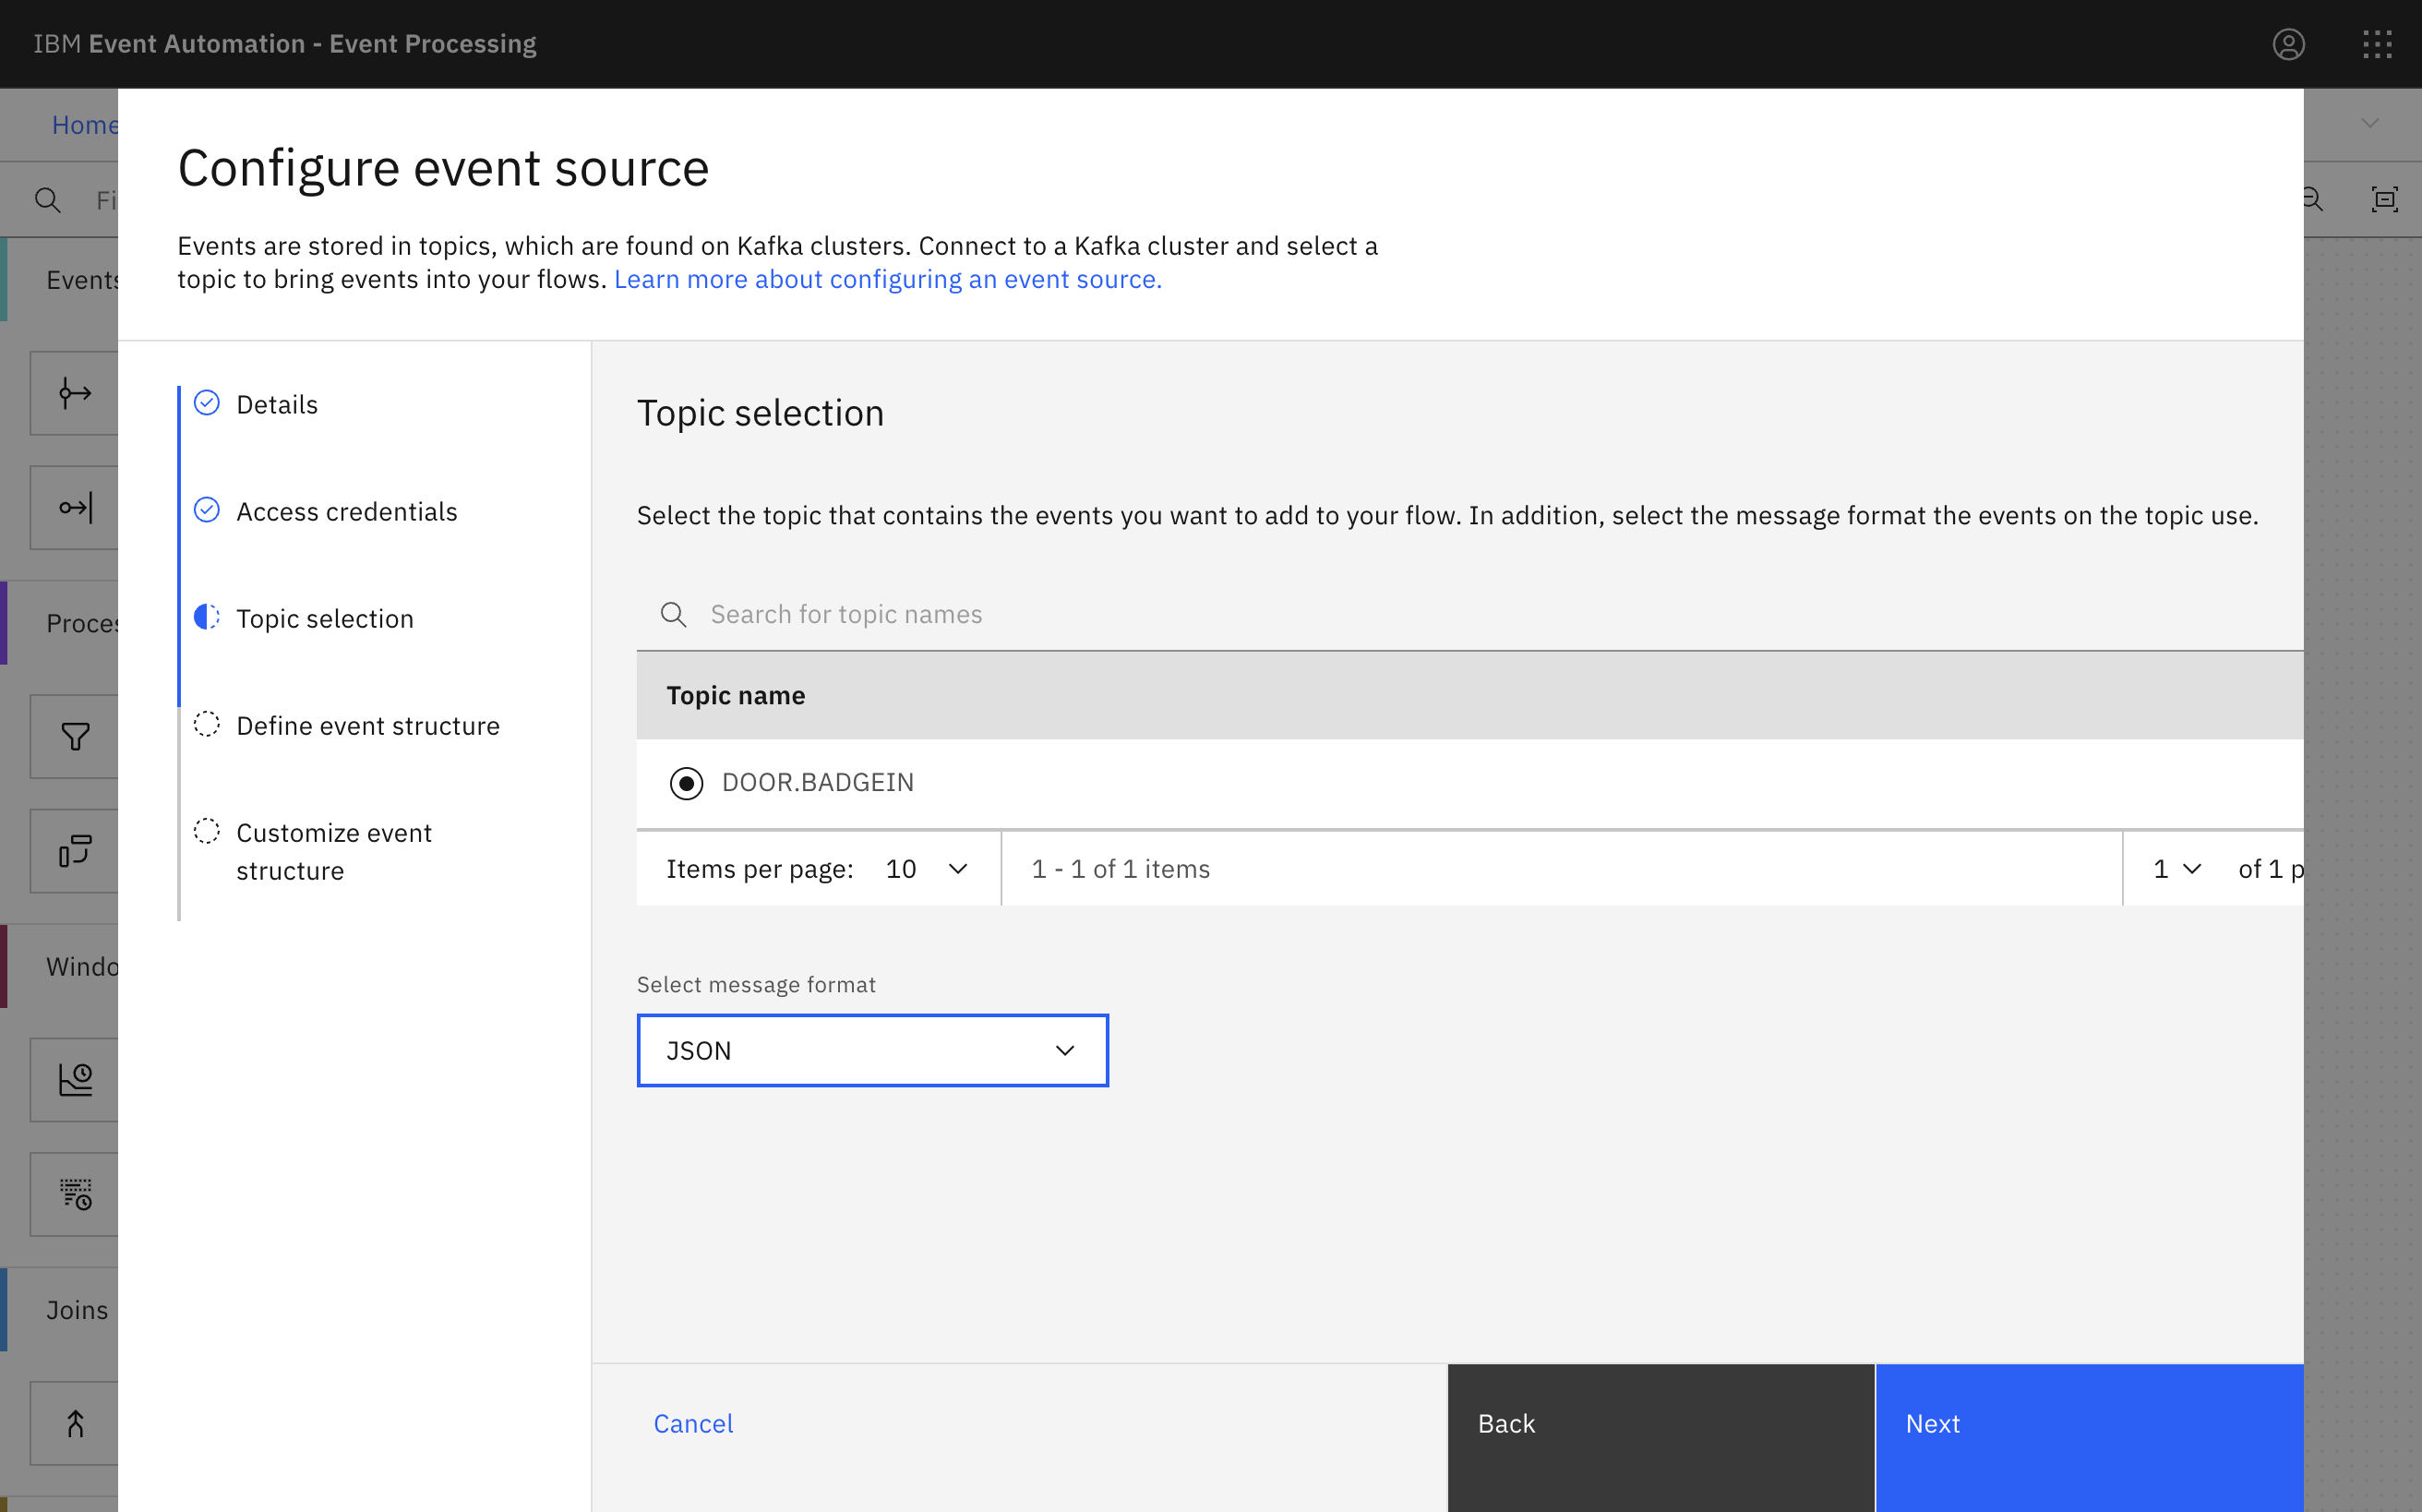 IBM Event Automation - Event Processing
Home
Configure event source
Events are stored in topics, which are found on Kafka clusters. Connect to a Kafka cluster and select a
topic to bring events into your flows. Learn more about configuring an event source.
Fi
Events
Proces
Windo
Joins
Details
Access credentials
Topic selection
Define event structure
Customize event
structure
Topic selection
Select the topic that contains the events you want to add to your flow. In addition, select the message format the events on the topic use.
Search for topic names
Topic name
DOOR.BADGEIN
Items per page: 10
1 - 1 of 1 items
1 of 1 p
Select message format
JSON
Cancel
Back
Next